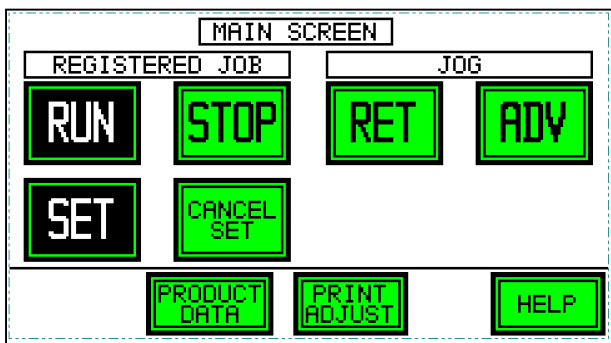 MAIN SCREEN
REGISTERED JOB
JOG
RUN
STOP
RET
ADV
SET
CANCEL
SET
PRODUCT
DATA
PRINT
ADJUST
HELP